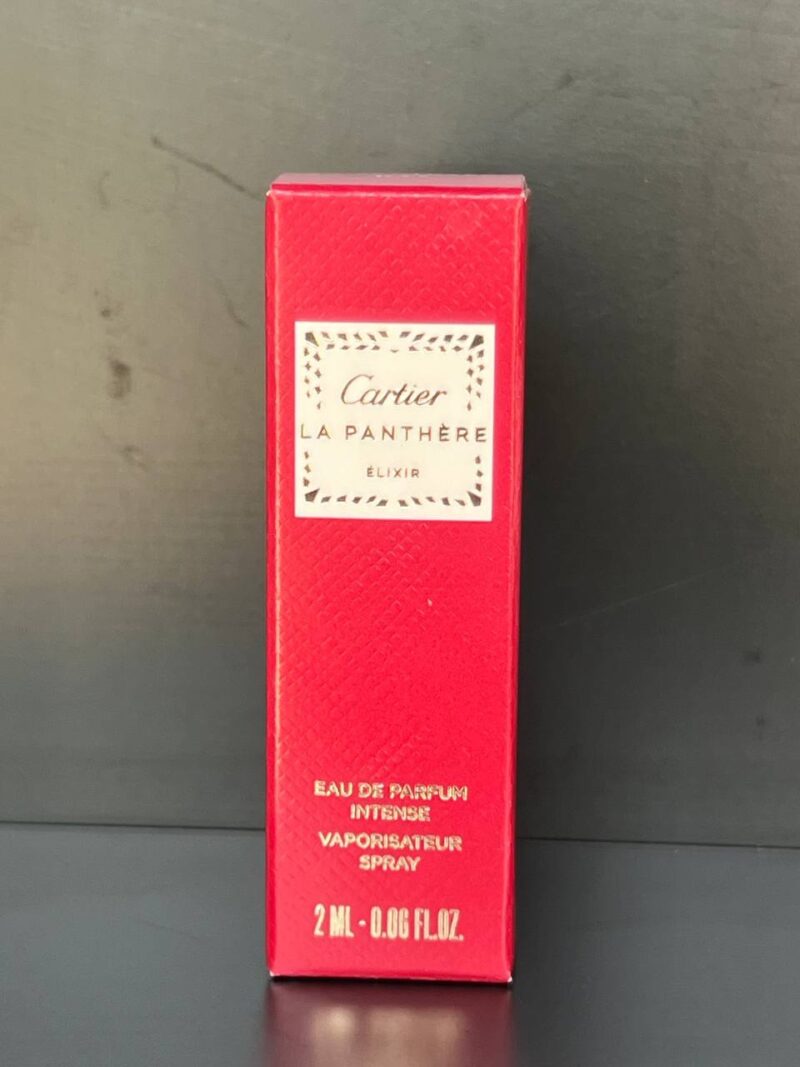 Cartier
LA PANTHÈRE
ÉLIXIR
EAU DE PARFUM
INTENSE
VAPORISATEUR
SPRAY
2 ML - 0.06 FL.OZ.